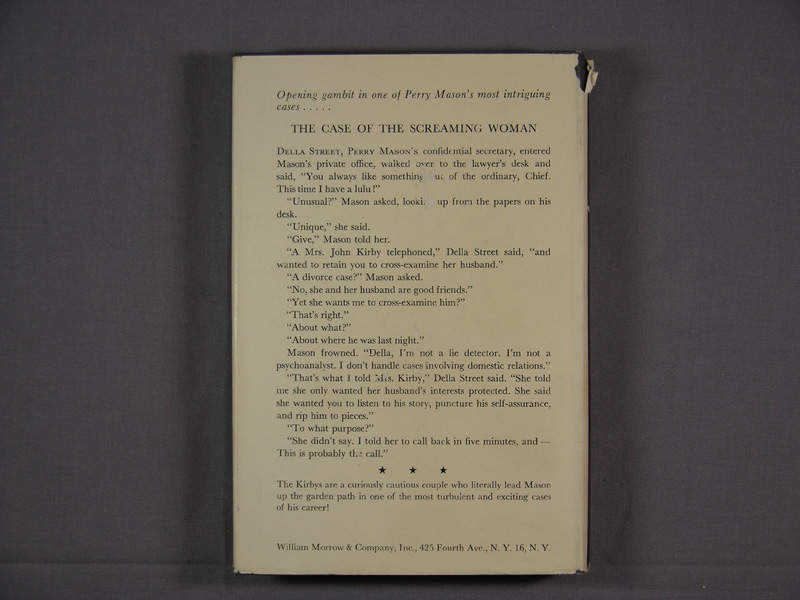 Opening gambit in one of Perry Mason's most intriguing
cases . . . . .
THE CASE OF THE SCREAMING WOMAN
DELLA STREET, PERRY MASON'S confidential secretary, entered
Mason's private office, walked over to the lawyer's desk and
said, "You always like something of the ordinary, Chief.
This time I have a lulu!"
"Unusual?" Mason asked, up from the papers on his
desk.
"Unique," she said.
"Give," Mason told her.
"A Mrs. John Kirby telephoned," Della Street said, "and
wanted to retain you to cross-examine her husband."
"A divorce case?" Mason asked.
"No, she and her husband are good friends."
"Yet she wants me to cross-examine him?"
"That's right."
"About what?"
"About where he was last night."
Mason frowned. "Della, I'm not a lie detector. I'm not a
psychoanalyst. I don't handle cases involving domestic relations."
"That's what I told Mrs. Kirby," Della Street said. "She told
me she only wanted her husband's interests protected. She said
she wanted you to listen to his story, puncture his self-assurance,
and rip him to pieces."
"To what purpose?"
"She didn't say. I told her to call back in five minutes, and —
This is probably the call."
★ ★ ★
The Kirbys are a curiously cautious couple who literally lead Mason
up the garden path in one of the most turbulent and exciting cases
of his career!
William Morrow & Company, Inc., 425 Fourth Ave., N. Y. 16, N. Y.